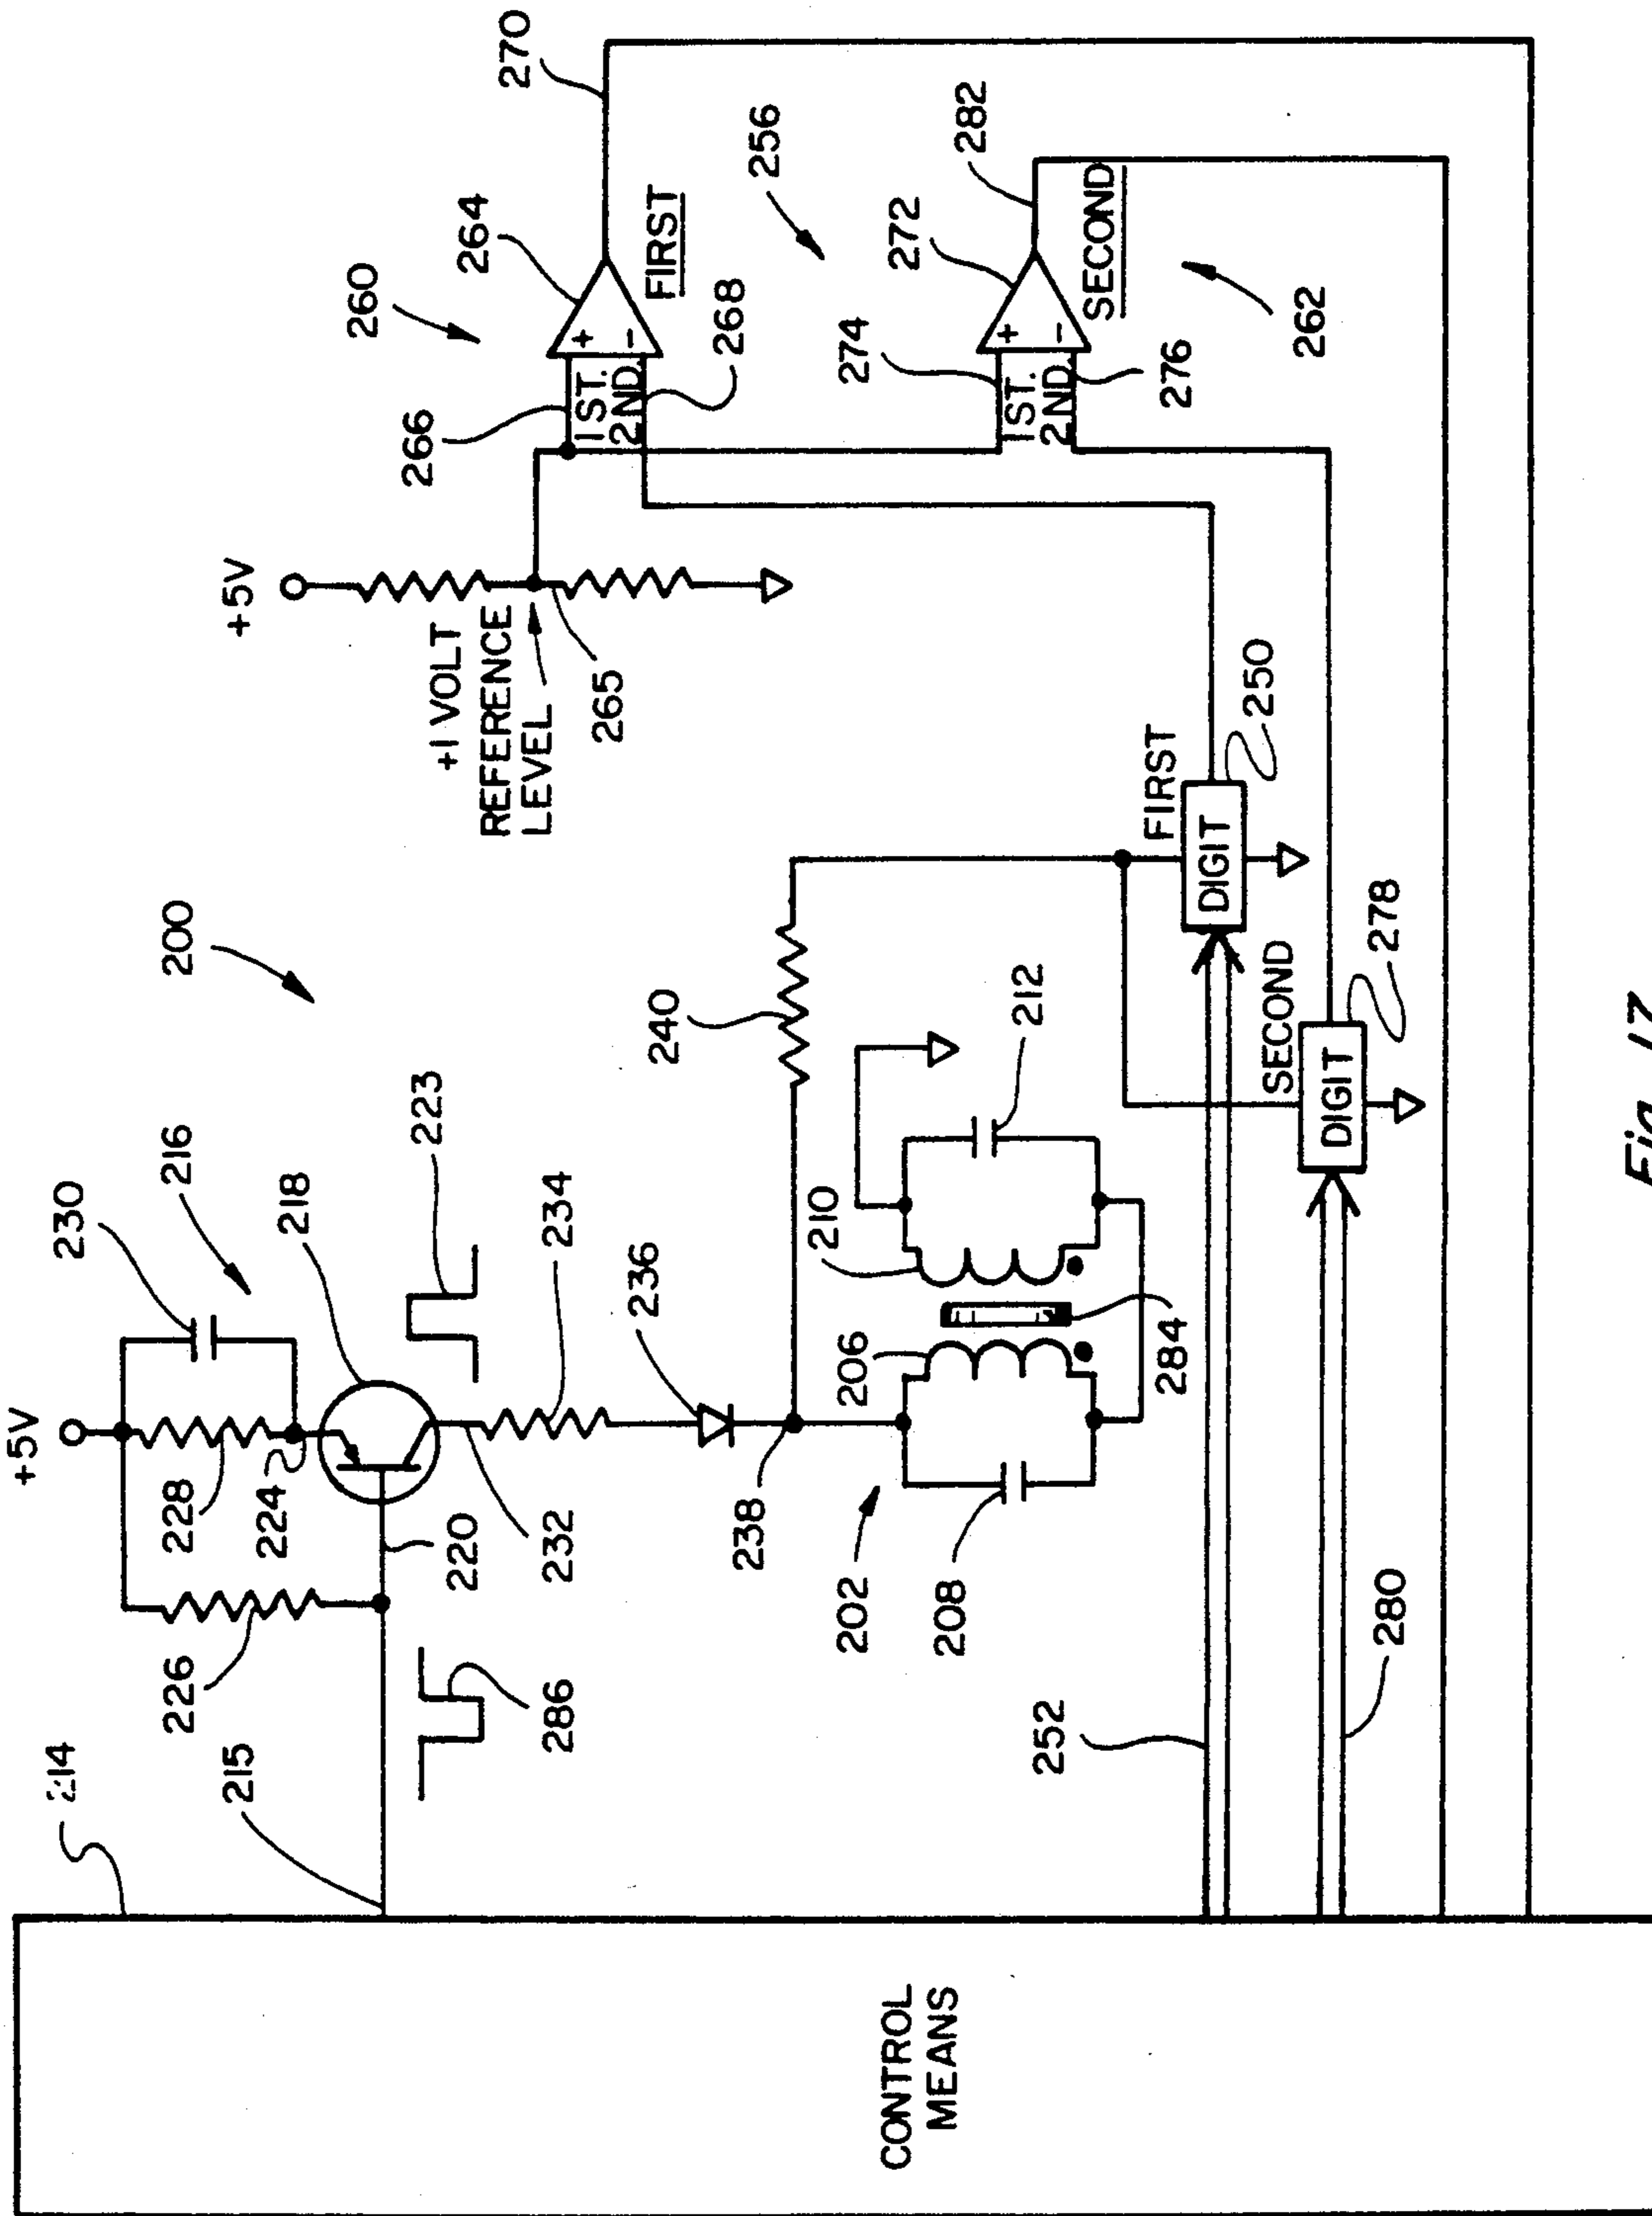 214
CONTROL
MEANS
215
+5V
226
228
224
230
216
218
220
286
223
232
234
236
238
202
208
206
210
212
284
240
200
252
280
SECOND
DIGIT
278
FIRST
DIGIT
250
+5V
+1 VOLT
REFERENCE
LEVEL
265
260
264
266
1ST.
2ND.
+
-
FIRST
268
270
256
272
274
1ST.
2ND.
+
-
SECOND
276
282
262
Fig. 17